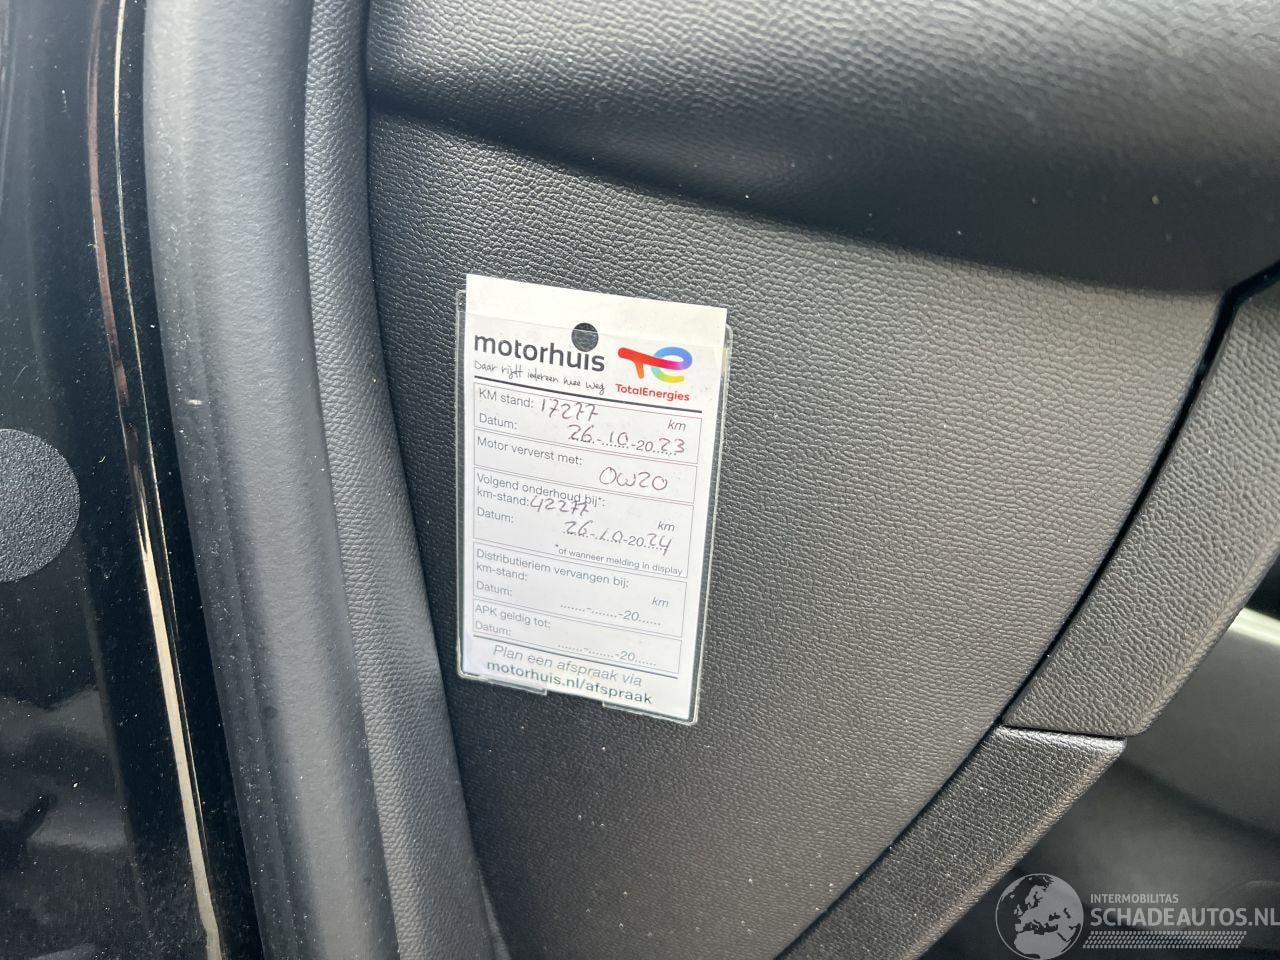 motorhuis
Daar rijdt iedereen mee weg
TotalEnergies
KM stand: 17277 km
Datum: 26-10-2023
Motor ververst met: 0W20
Volgend onderhoud bij*:
km-stand: 42277 km
Datum: 26-10-2024
*of wanneer melding in display
Distributieriem vervangen bij:
km-stand: km
Datum: .......-.......-20......
APK geldig tot:
Datum: .......-.......-20......
Plan een afspraak via
motorhuis.nl/afspraak
INTERMOBILITAS
SCHADEAUTOS.NL